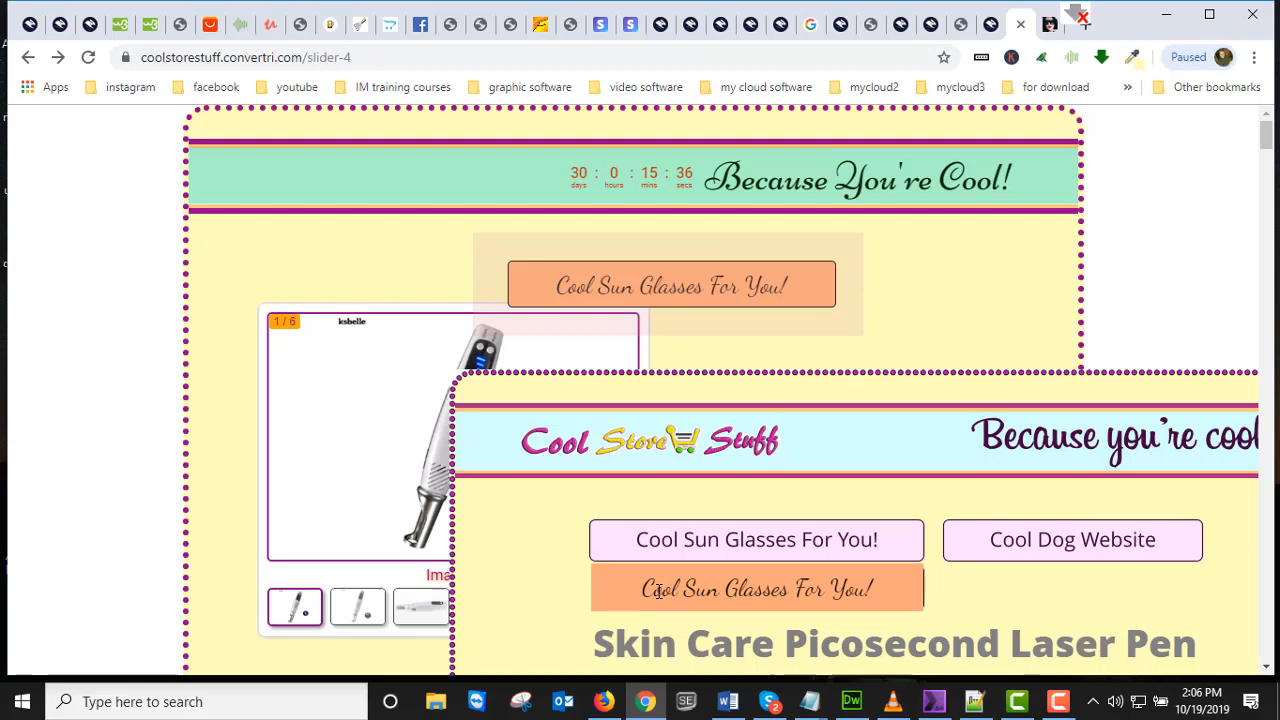 coolstorestuff.convertri.com/slider-4
Paused
Apps
instagram
facebook
youtube
IM training courses
graphic software
video software
my cloud software
mycloud2
mycloud3
for download
»
Other bookmarks
30 : 0 : 15 : 36
days hours mins secs
Because You're Cool!
Cool Sun Glasses For You!
1 / 6
ksbelle
Ima
Cool Store Stuff
Because you're cool
Cool Sun Glasses For You!
Cool Dog Website
Cool Sun Glasses For You!
Skin Care Picosecond Laser Pen
Type here to search
2:06 PM
10/19/2019